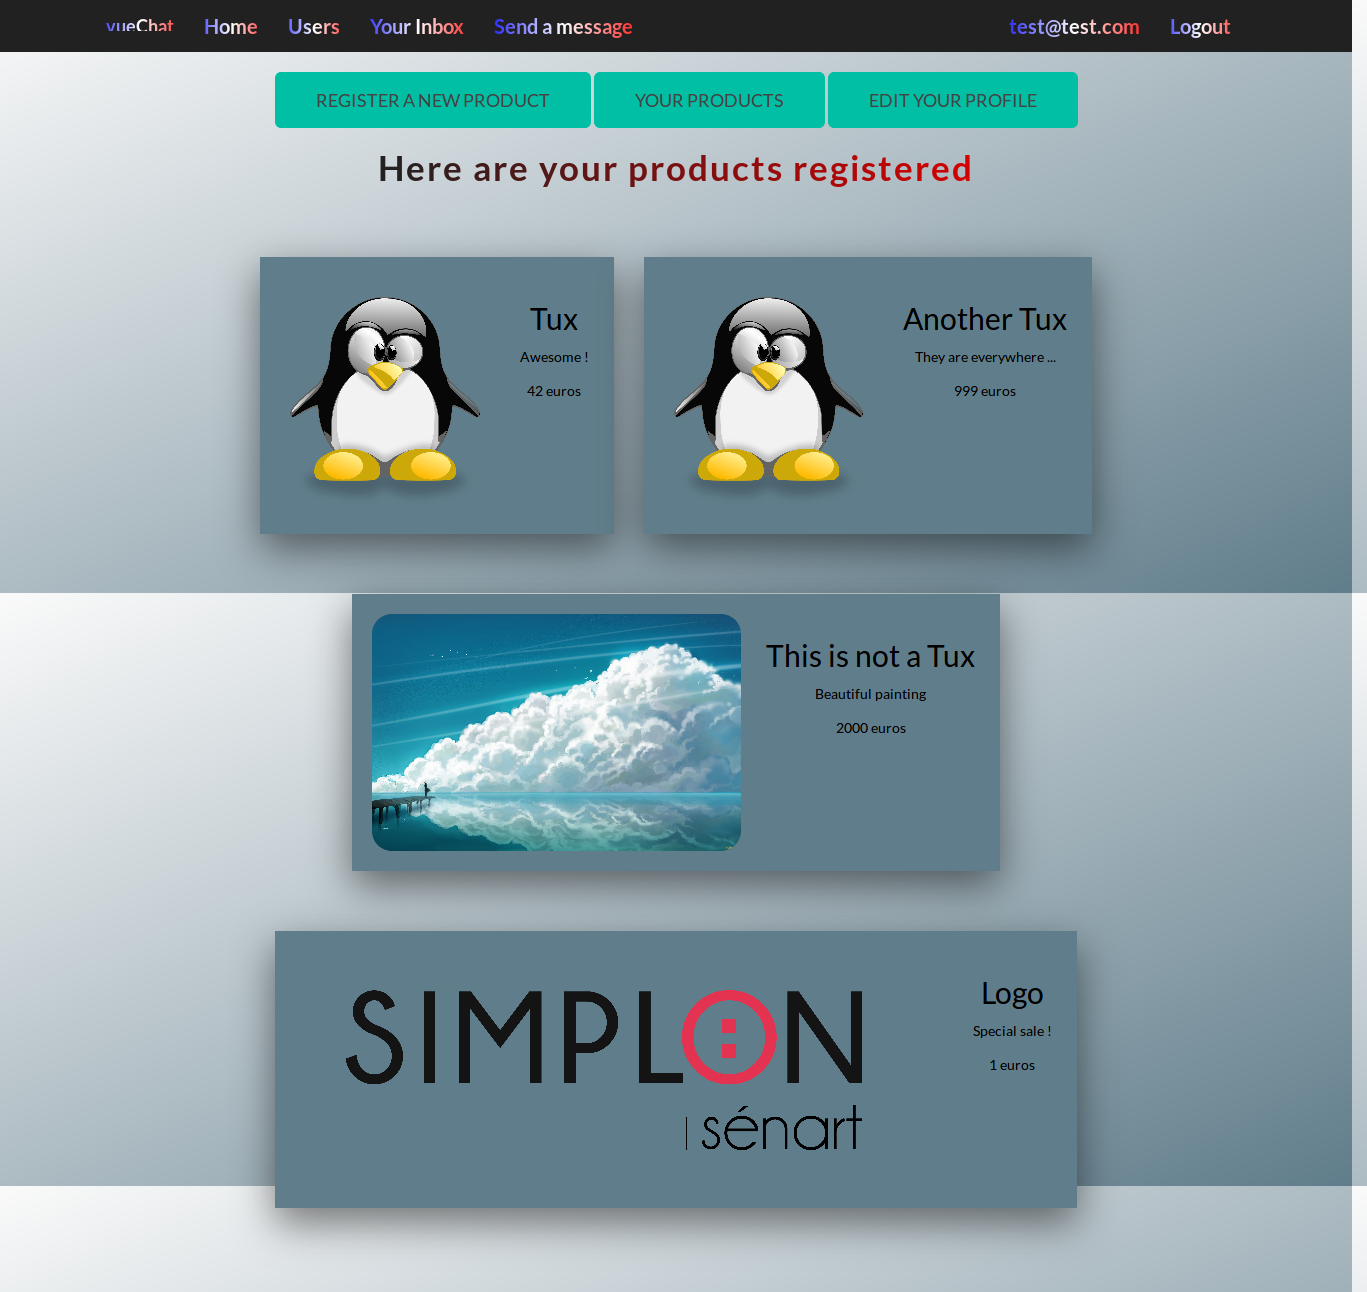 vueChat Home Users Your Inbox Send a message test@test.com Logout
REGISTER A NEW PRODUCT YOUR PRODUCTS EDIT YOUR PROFILE
Here are your products registered
Tux
Awesome !
42 euros
Another Tux
They are everywhere ...
999 euros
This is not a Tux
Beautiful painting
2000 euros
SIMPLON
sénart
Logo
Special sale !
1 euros